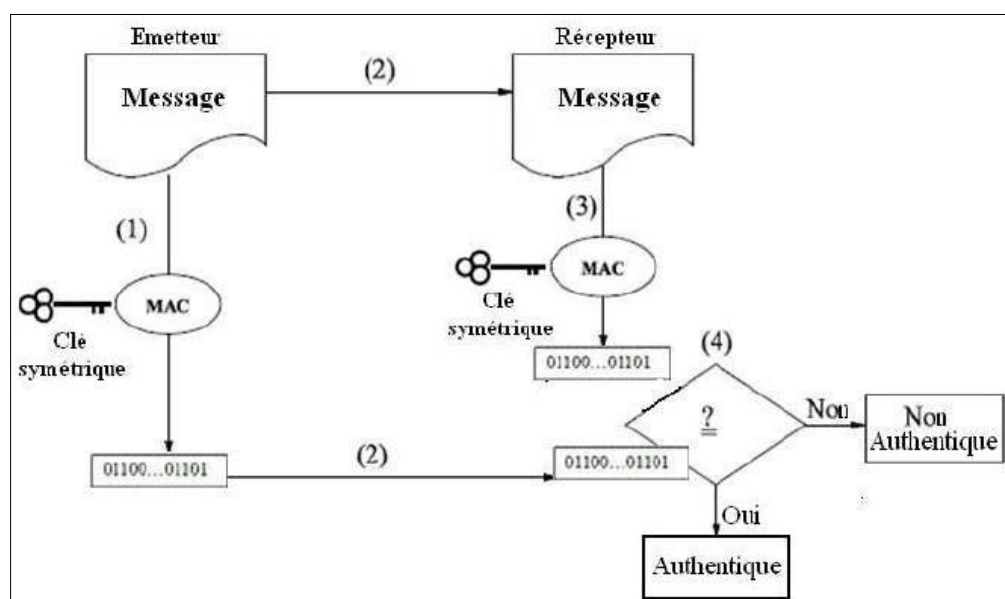 Emetteur
Récepteur
Message
(2)
Message
(1)
(3)
MAC
Clé
symétrique
MAC
Clé
symétrique
01100...01101
(4)
?
Non
Non
Authentique
01100...01101
(2)
01100...01101
Oui
Authentique